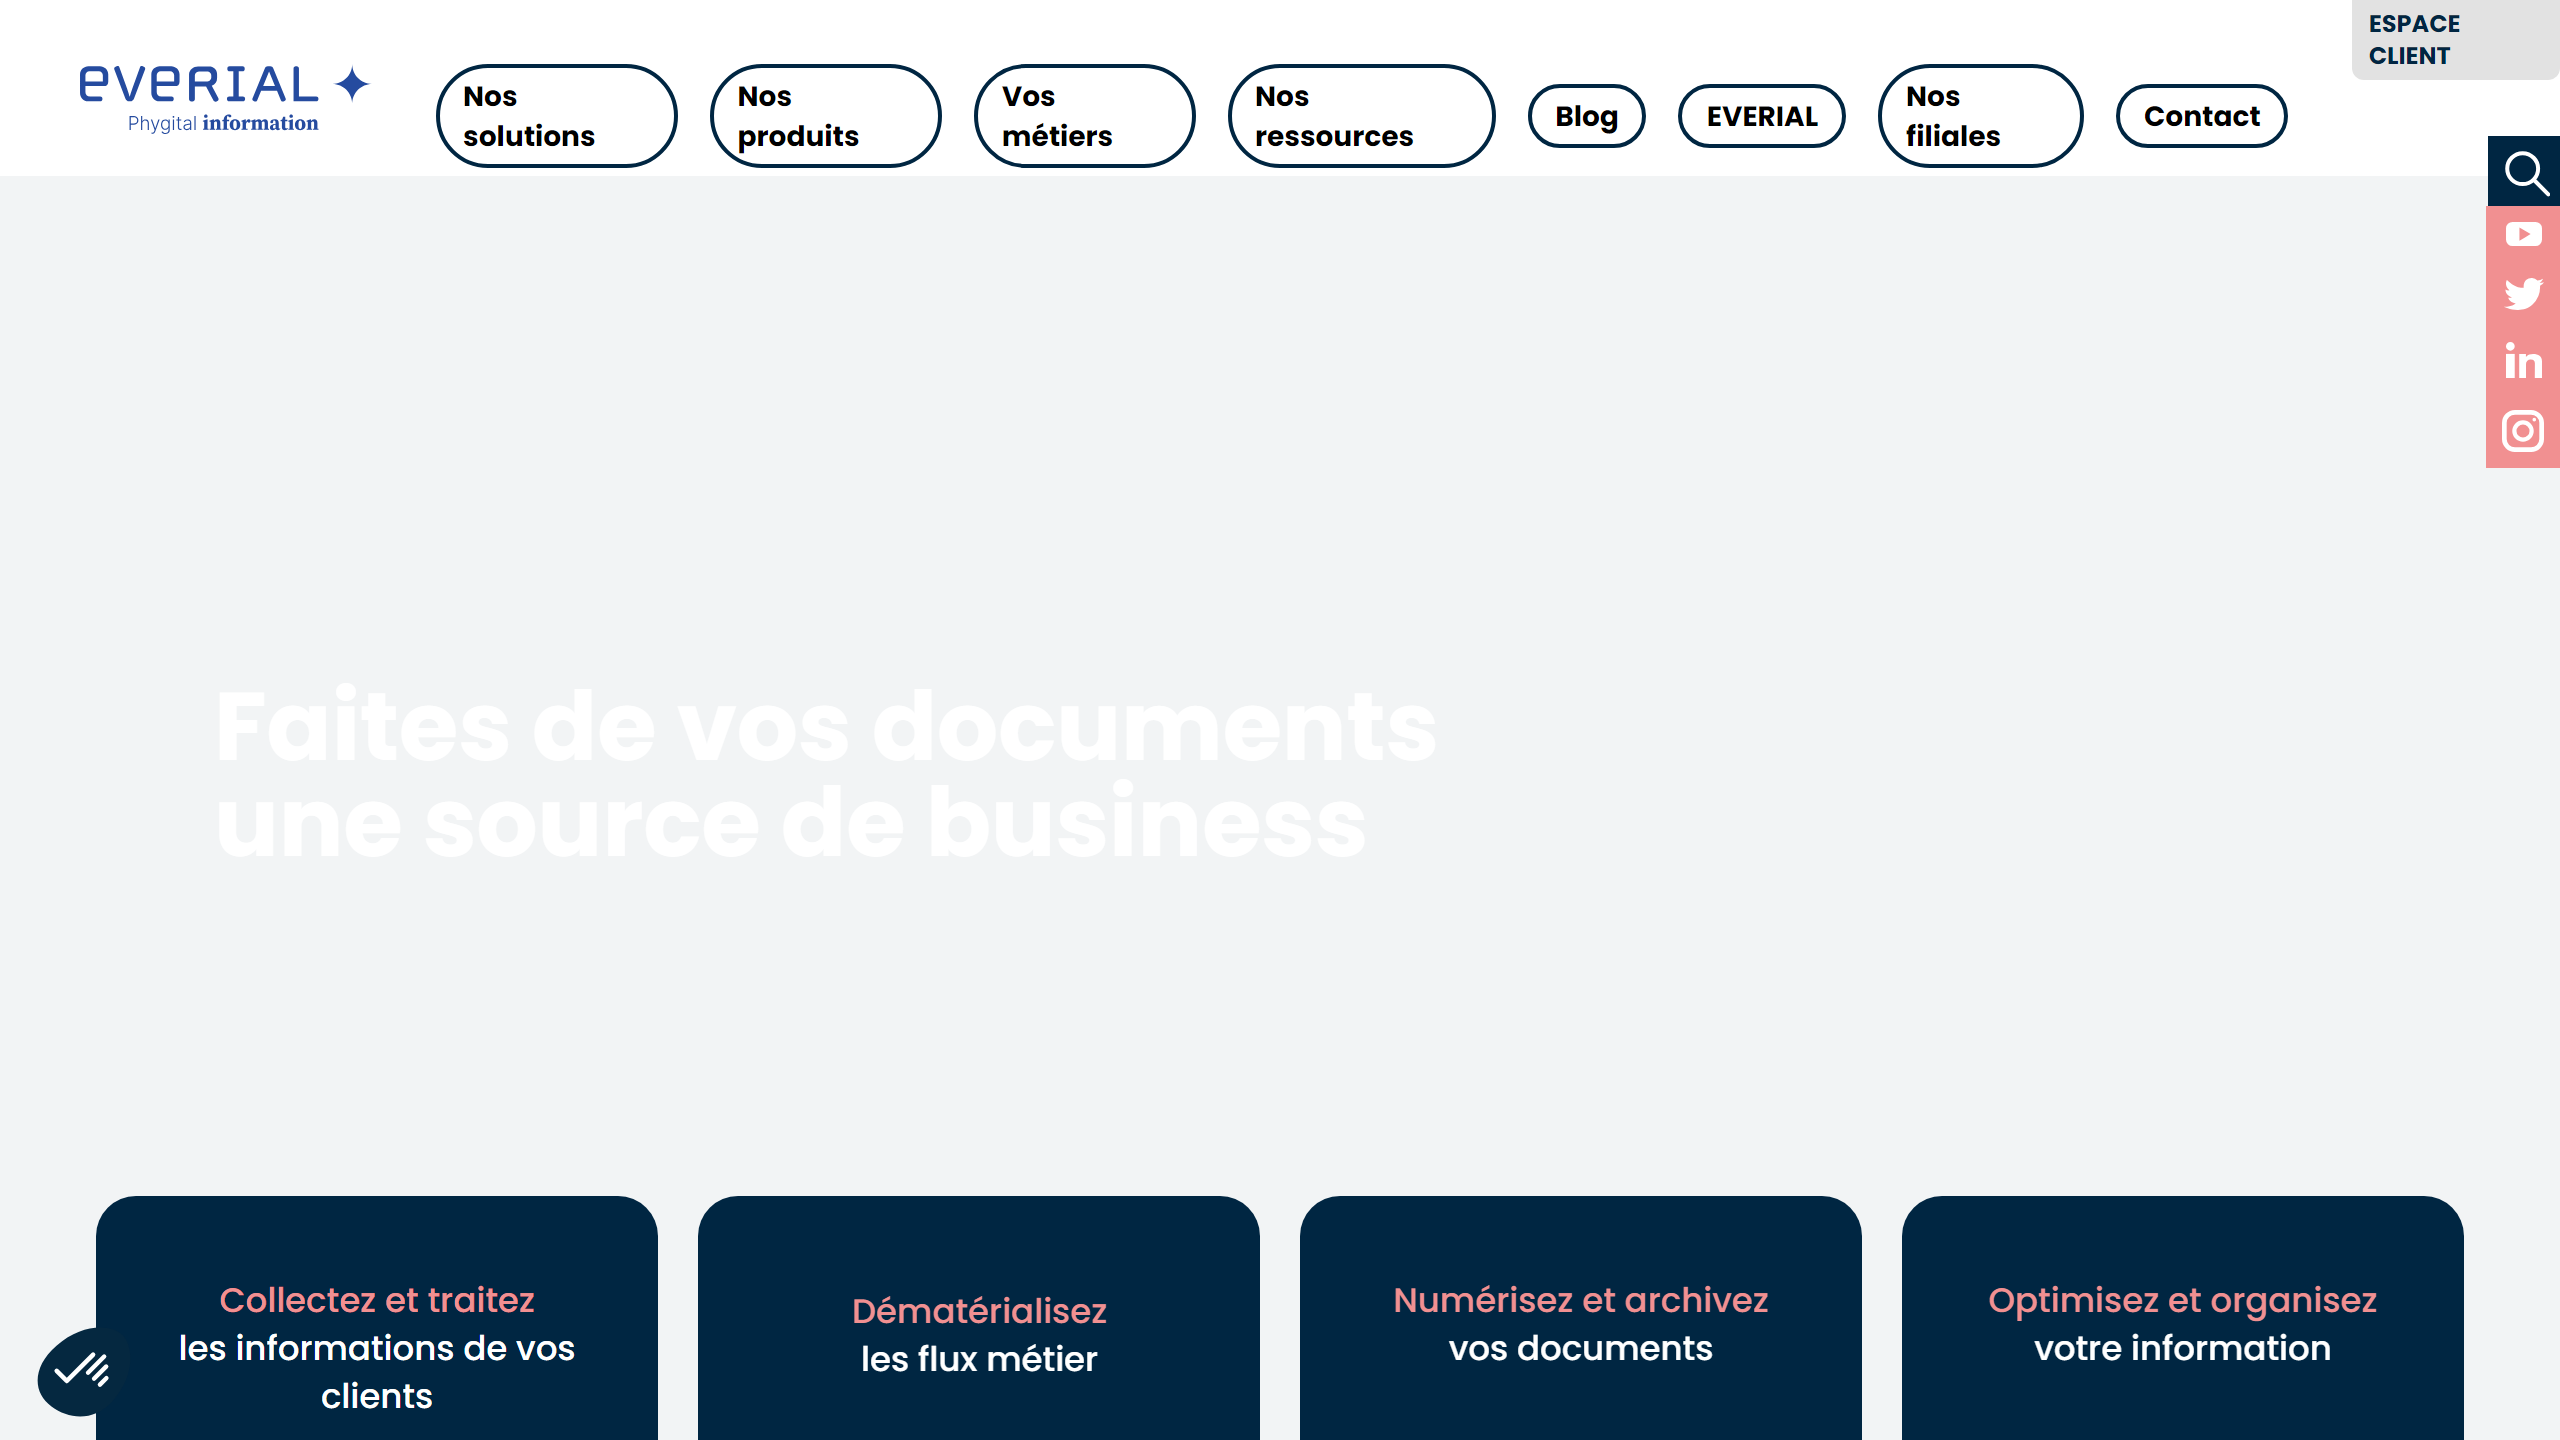 ESPACE
CLIENT
eveRIAL
Phygital information
Nos
solutions
Nos
produits
Vos
métiers
Nos
ressources
Blog
EVERIAL
Nos
filiales
Contact
in
Faites de vos documents
une source de business
Collectez et traitez
les informations de vos
clients
Dématérialisez
les flux métier
Numérisez et archivez
vos documents
Optimisez et organisez
votre information